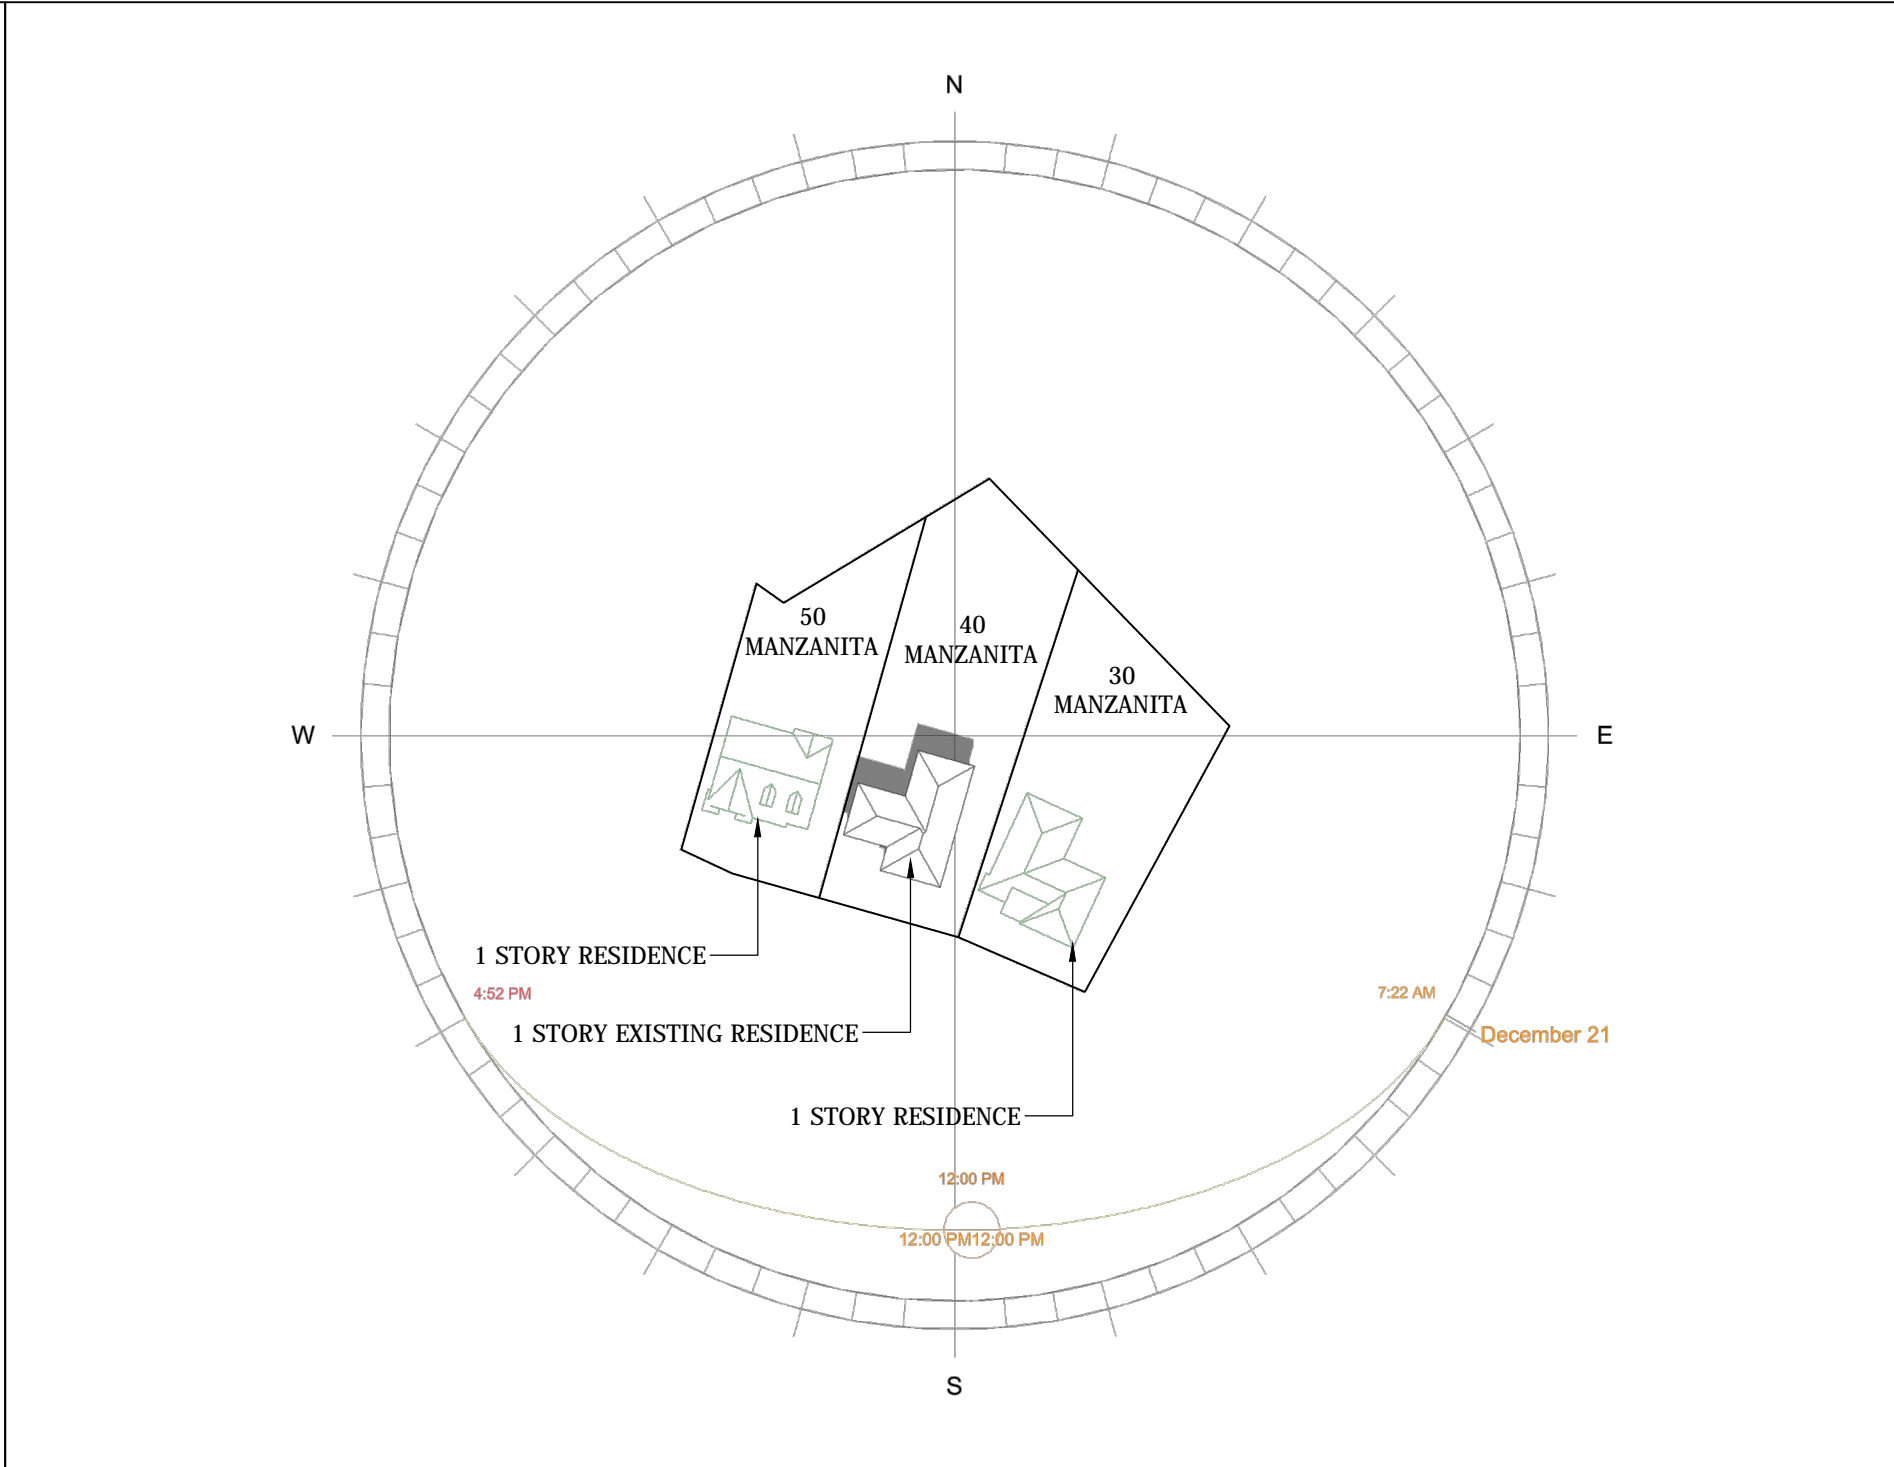 N
50
MANZANITA
40
MANZANITA
30
MANZANITA
W
E
1 STORY RESIDENCE
4:52 PM
7:22 AM
1 STORY EXISTING RESIDENCE
December 21
1 STORY RESIDENCE
12:00 PM
12:00 PM12:00 PM
S